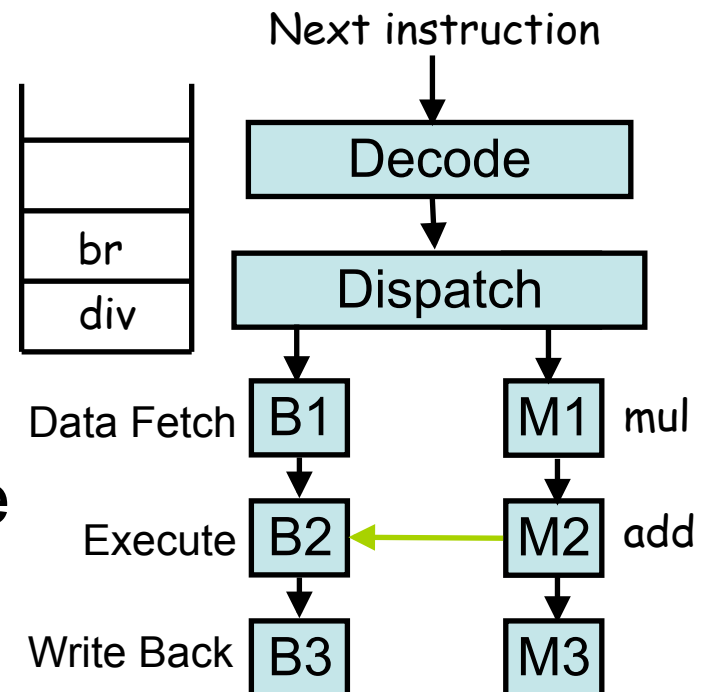 Next instruction
Decode
br
Dispatch
div
Data Fetch B1 M1 mul
e
Execute B2 M2 add
Write Back B3 M3